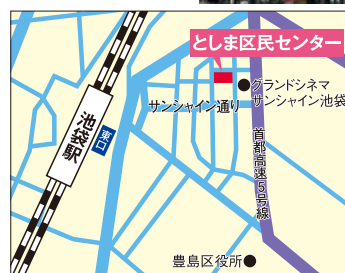 としま区民センター
グランドシネマ
サンシャイン池袋
サンシャイン通り
池袋駅
東口
首都高速5号線
豊島区役所